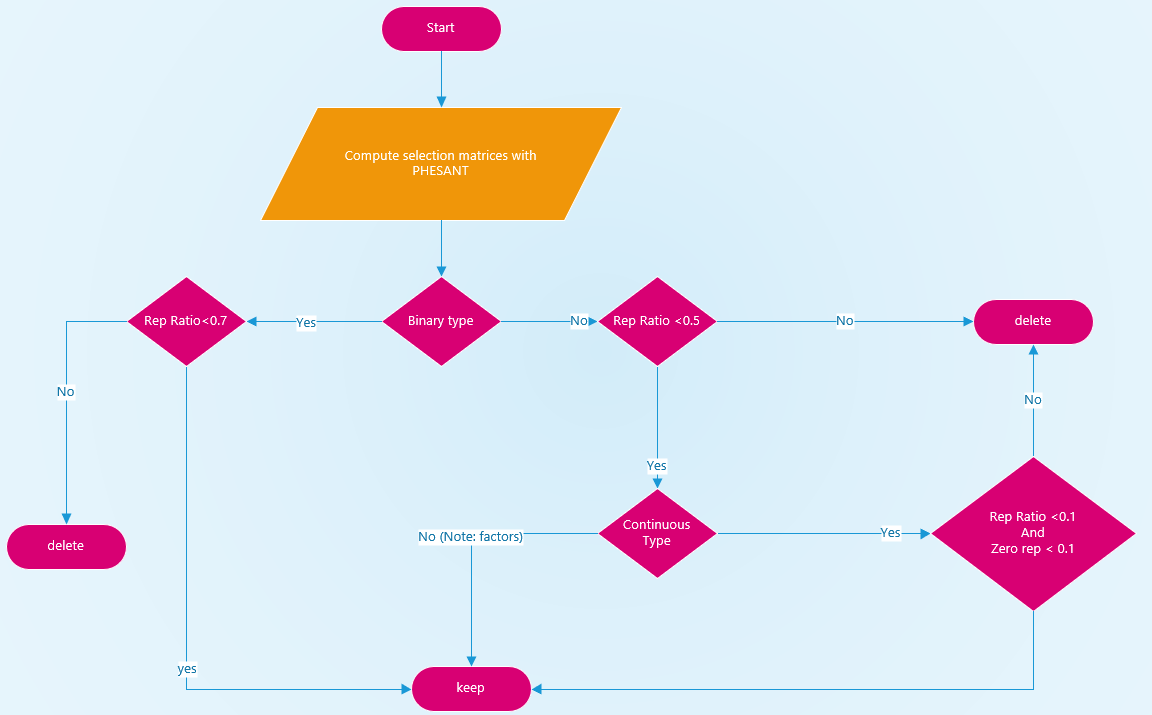 Start
Compute selection matrices with
PHESANT
Rep Ratio<0.7
Yes
Binary type
No
Rep Ratio <0.5
No
delete
No
No
Yes
Continuous
Type
No (Note: factors)
Yes
Rep Ratio <0.1
And
Zero rep < 0.1
delete
yes
keep